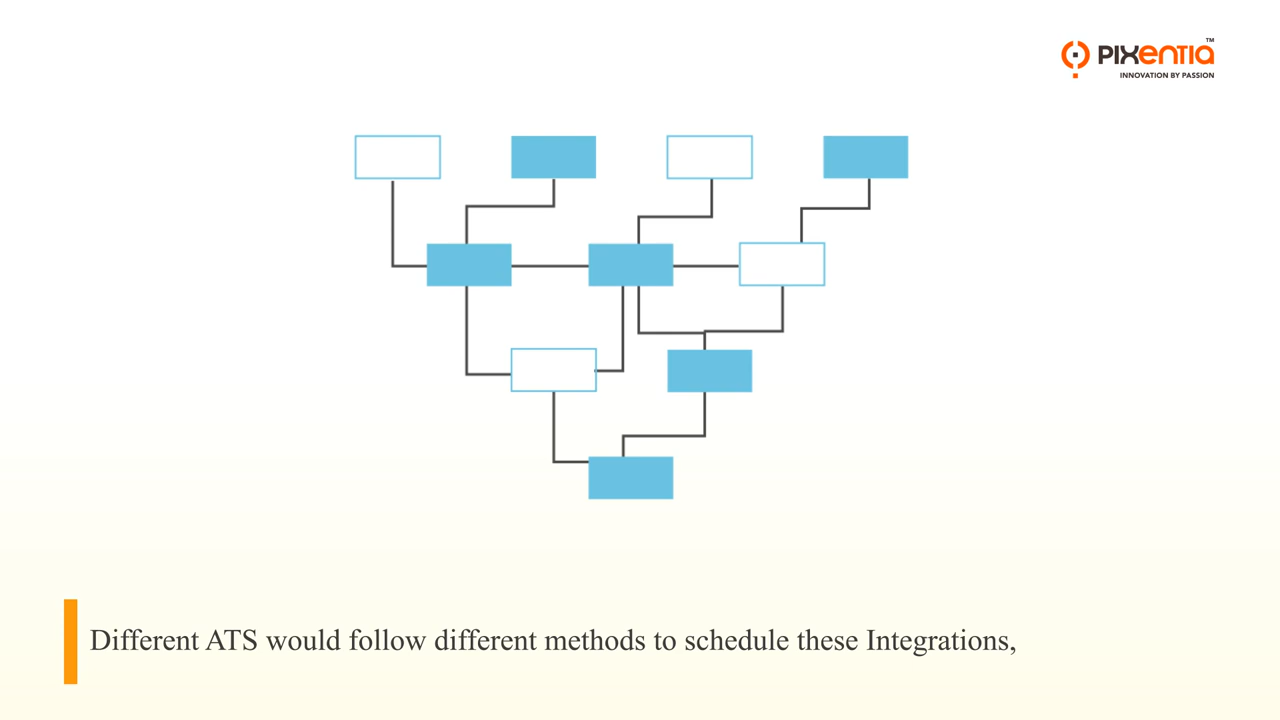 PIXENTIA™
INNOVATION BY PASSION
Different ATS would follow different methods to schedule these Integrations,